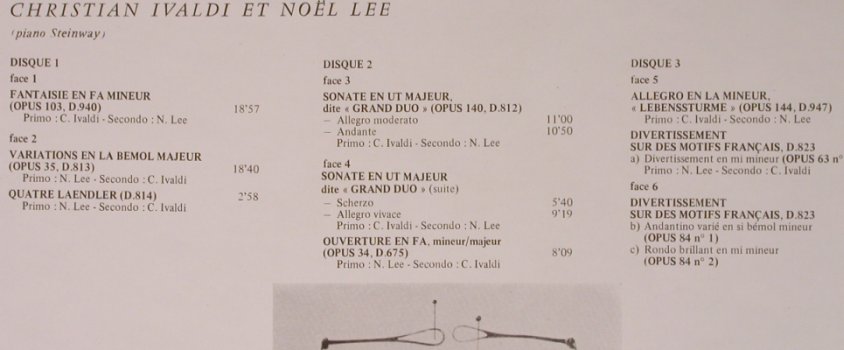 CHRISTIAN IVALDI ET NOËL LEE
(piano Steinway)
DISQUE 1
face 1
FANTAISIE EN FA MINEUR
(OPUS 103, D.940) 18'57
Primo : C. Ivaldi - Secondo : N. Lee
face 2
VARIATIONS EN LA BEMOL MAJEUR
(OPUS 35, D.813) 18'40
Primo : N. Lee - Secondo : C. Ivaldi
QUATRE LAENDLER (D.814) 2'58
Primo : N. Lee - Secondo : C. Ivaldi
DISQUE 2
face 3
SONATE EN UT MAJEUR,
dite « GRAND DUO » (OPUS 140, D.812)
– Allegro moderato 11'00
– Andante 10'50
Primo : C. Ivaldi - Secondo : N. Lee
face 4
SONATE EN UT MAJEUR
dite « GRAND DUO » (suite)
– Scherzo 5'40
– Allegro vivace 9'19
Primo : C. Ivaldi - Secondo : N. Lee
OUVERTURE EN FA, mineur/majeur
(OPUS 34, D.675) 8'09
Primo : N. Lee - Secondo : C. Ivaldi
DISQUE 3
face 5
ALLEGRO EN LA MINEUR,
« LEBENSSTURME » (OPUS 144, D.947)
Primo : C. Ivaldi - Secondo : N. Lee
DIVERTISSEMENT
SUR DES MOTIFS FRANÇAIS, D.823
a) Divertissement en mi mineur (OPUS 63 n°
Primo : N. Lee - Secondo : C. Ivaldi
face 6
DIVERTISSEMENT
SUR DES MOTIFS FRANÇAIS, D.823
b) Andantino varié en si bémol mineur
(OPUS 84 n° 1)
c) Rondo brillant en mi mineur
(OPUS 84 n° 2)